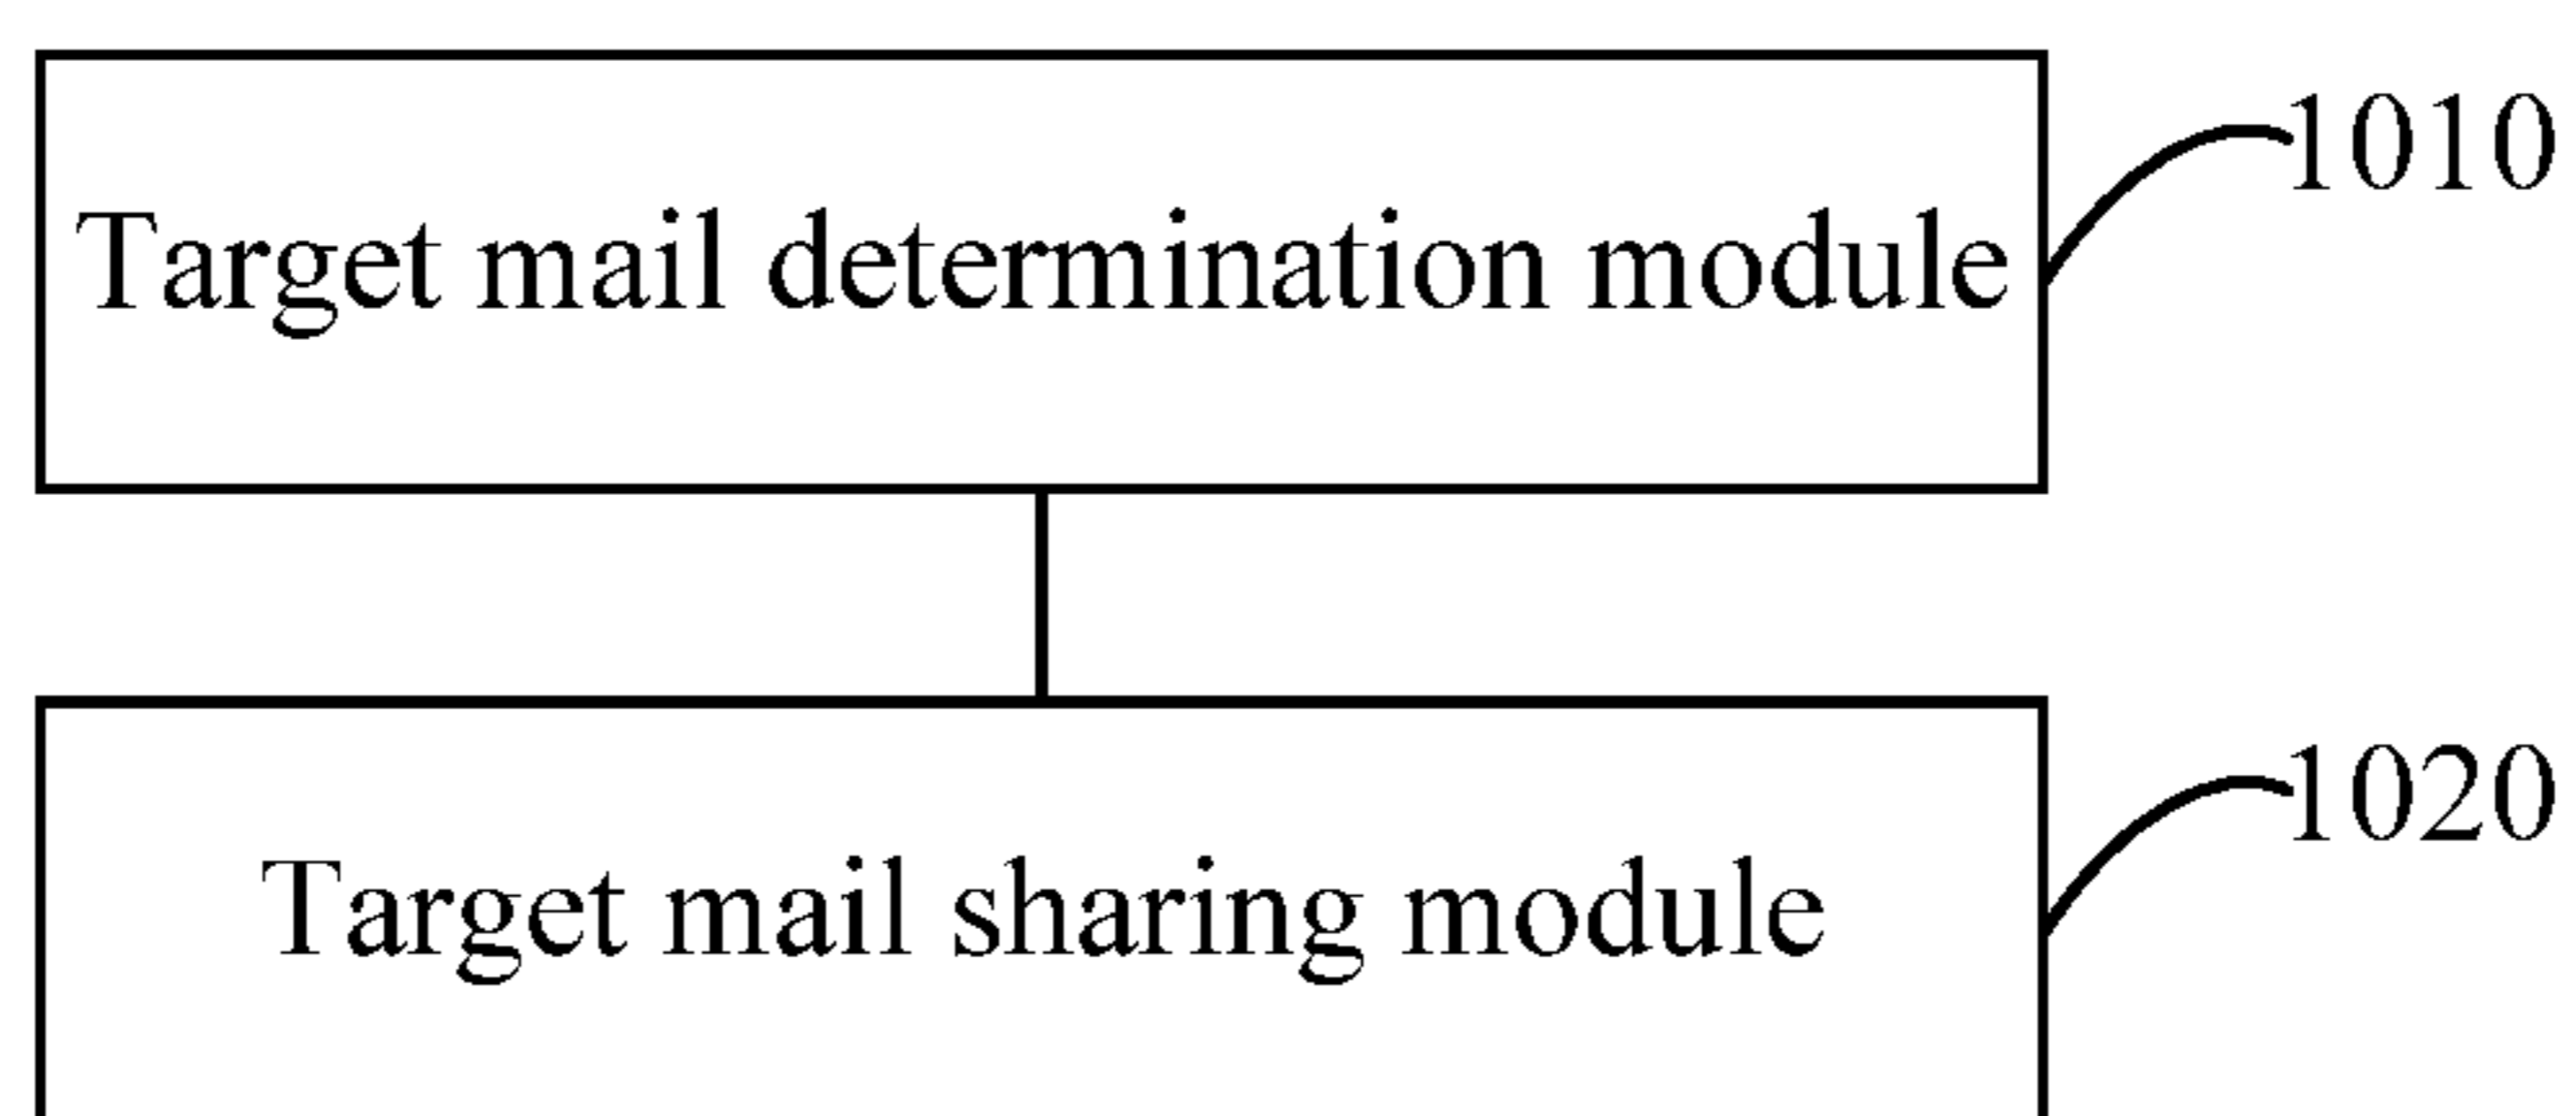 1010
Target mail determination module
1020
Target mail sharing module